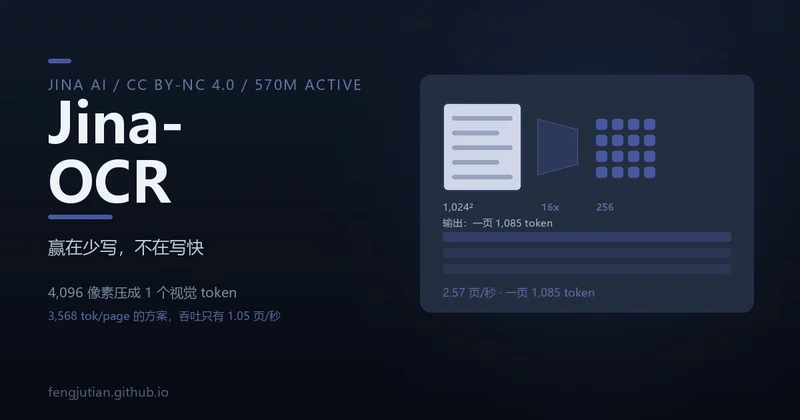 JINA AI / CC BY-NC 4.0 / 570M ACTIVE
Jina-
OCR
赢在少写，不在写快
4,096 像素压成 1 个视觉 token
3,568 tok/page 的方案，吞吐只有 1.05 页/秒
fengjutian.github.io
1,024² 16x 256
输出：一页 1,085 token
2.57 页/秒 · 一页 1,085 token